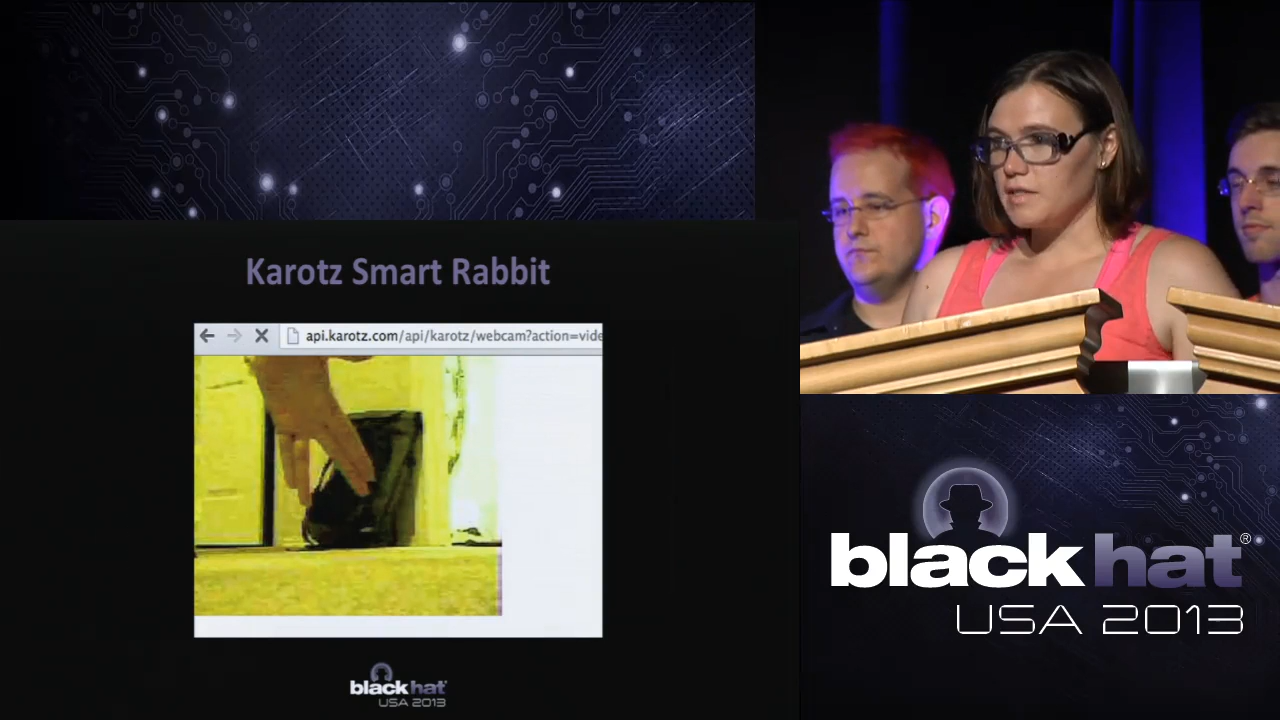 Karotz Smart Rabbit
api.karotz.com/api/karotz/webcam?action=vide
black hat
USA 2013
black hat®
USA 2013